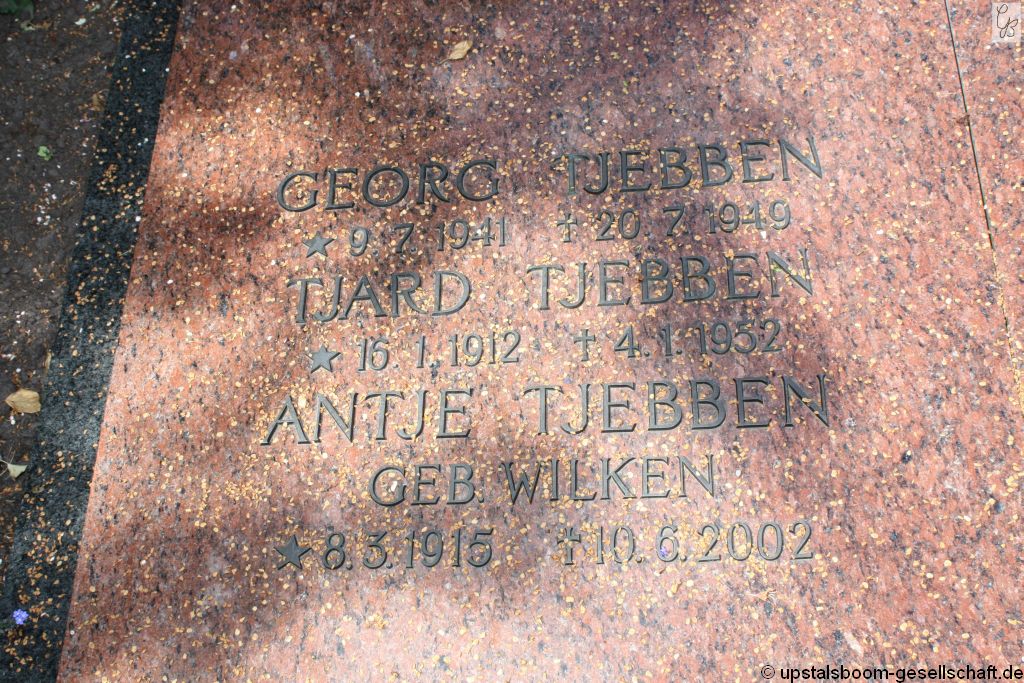 GEORG TJEBBEN
★ 9. 7. 1941 ✝ 20. 7. 1949
TJARD TJEBBEN
★ 16. 1. 1912 ✝ 4. 1. 1952
ANTJE TJEBBEN
GEB. WILKEN
★ 8. 3. 1915 ✝ 10. 6. 2002
© upstalsboom-gesellschaft.de